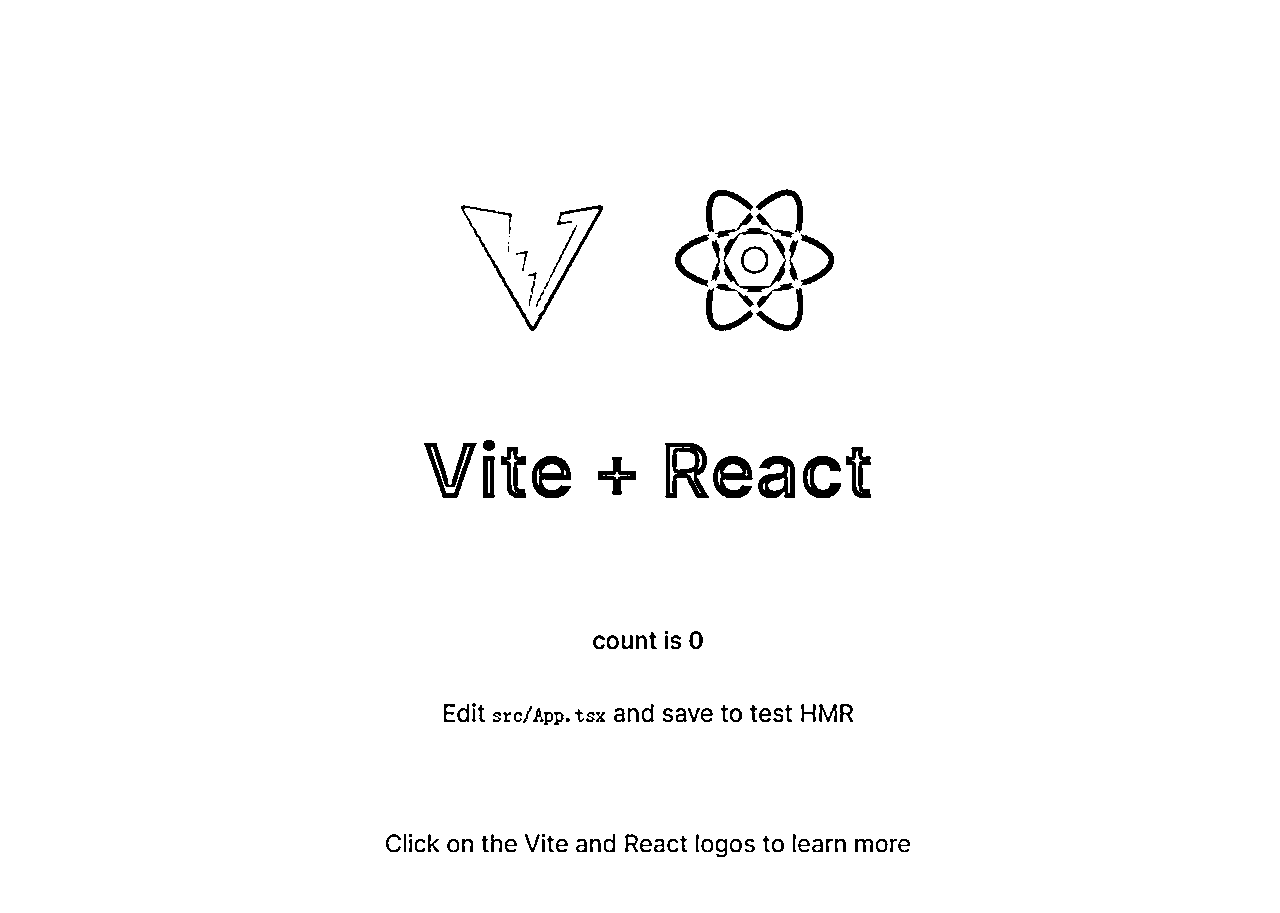 Vite + React
count is 0
Edit src/App.tsx and save to test HMR
Click on the Vite and React logos to learn more